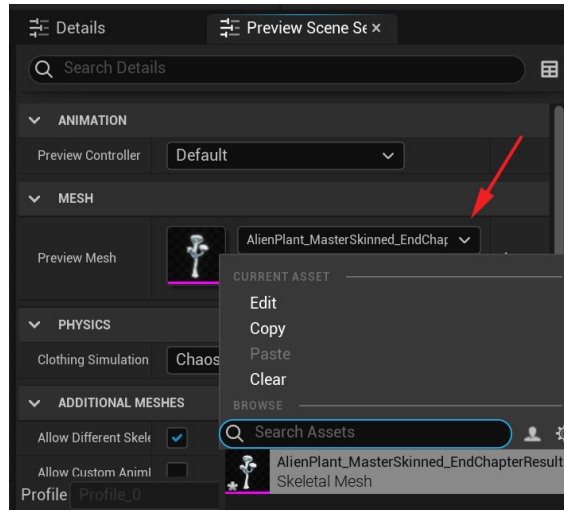 Details
Preview Scene Se ×
Search Details
ANIMATION
Preview Controller Default
MESH
AlienPlant_MasterSkinned_EndChap
Preview Mesh
CURRENT ASSET
Edit
Copy
PHYSICS
Paste
Clothing Simulation Chaos
Clear
ADDITIONAL MESHES
BROWSE
Allow Different Skele
Search Assets
AlienPlant_MasterSkinned_EndChapterResult
Allow Custom AnimI
Skeletal Mesh
Profile Profile_0